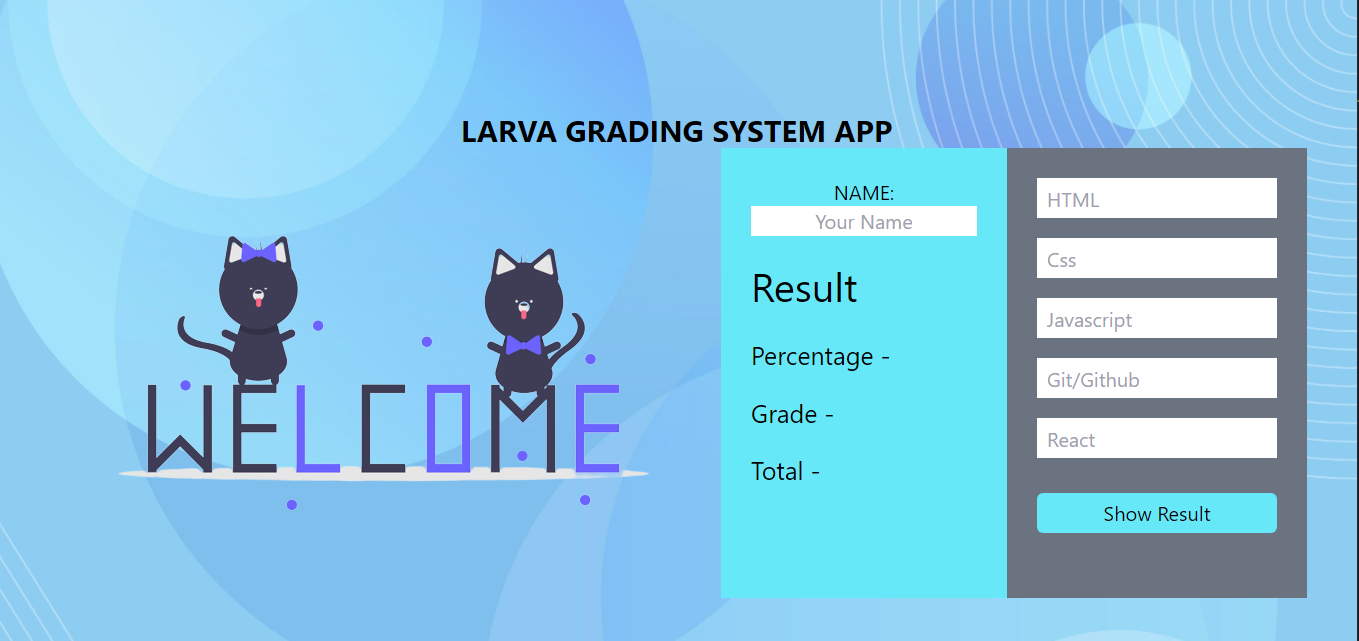 LARVA GRADING SYSTEM APP
WELCOME
NAME:
Your Name
Result
Percentage -
Grade -
Total -
HTML
Css
Javascript
Git/Github
React
Show Result